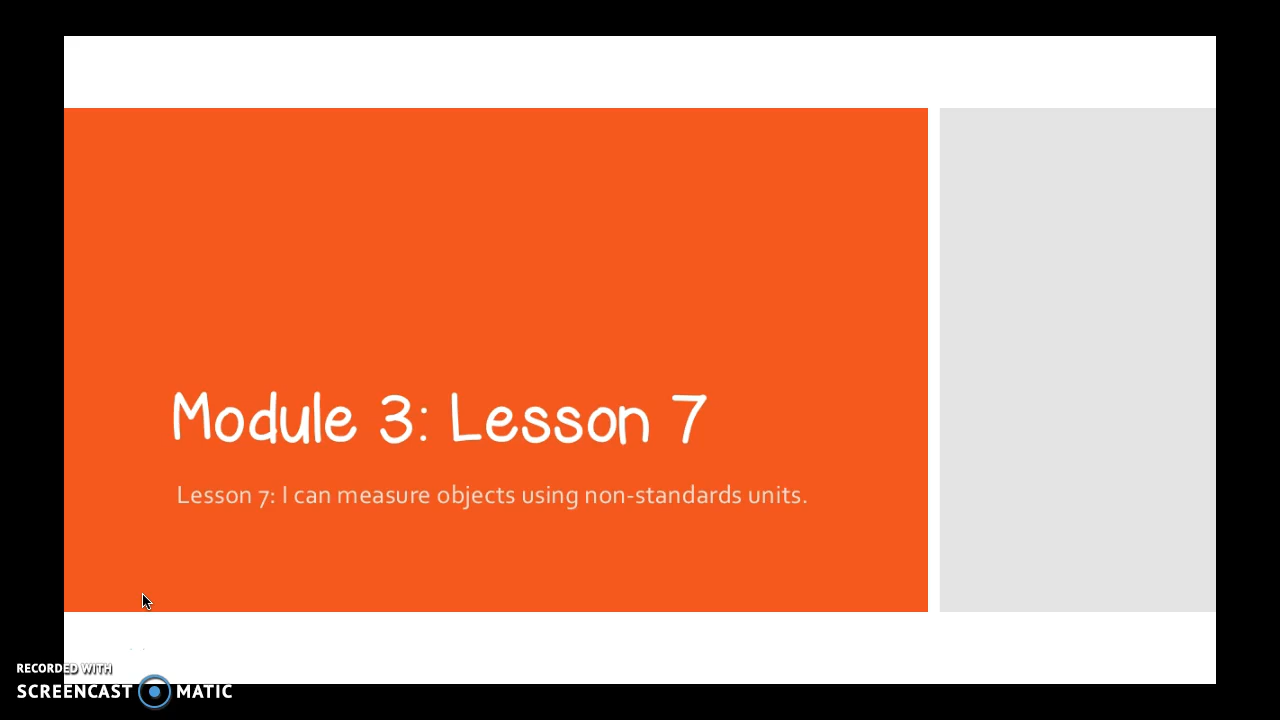 Module 3: Lesson 7
Lesson 7: I can measure objects using non-standards units.
RECORDED WITH
SCREENCAST MATIC